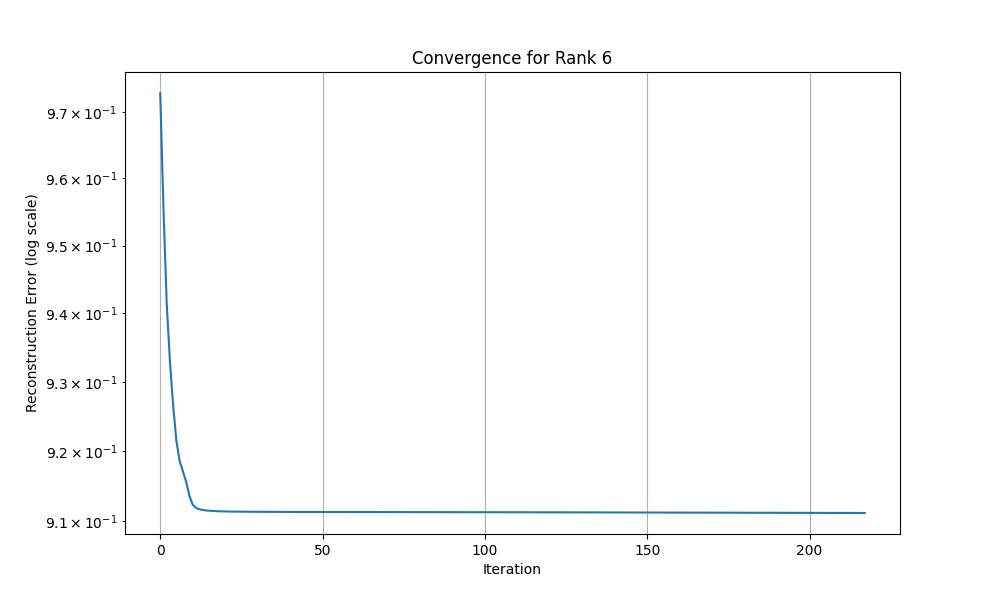 Convergence for Rank 6
Reconstruction Error (log scale)
9.7 × 10⁻¹
9.6 × 10⁻¹
9.5 × 10⁻¹
9.4 × 10⁻¹
9.3 × 10⁻¹
9.2 × 10⁻¹
9.1 × 10⁻¹
0 50 100 150 200
Iteration